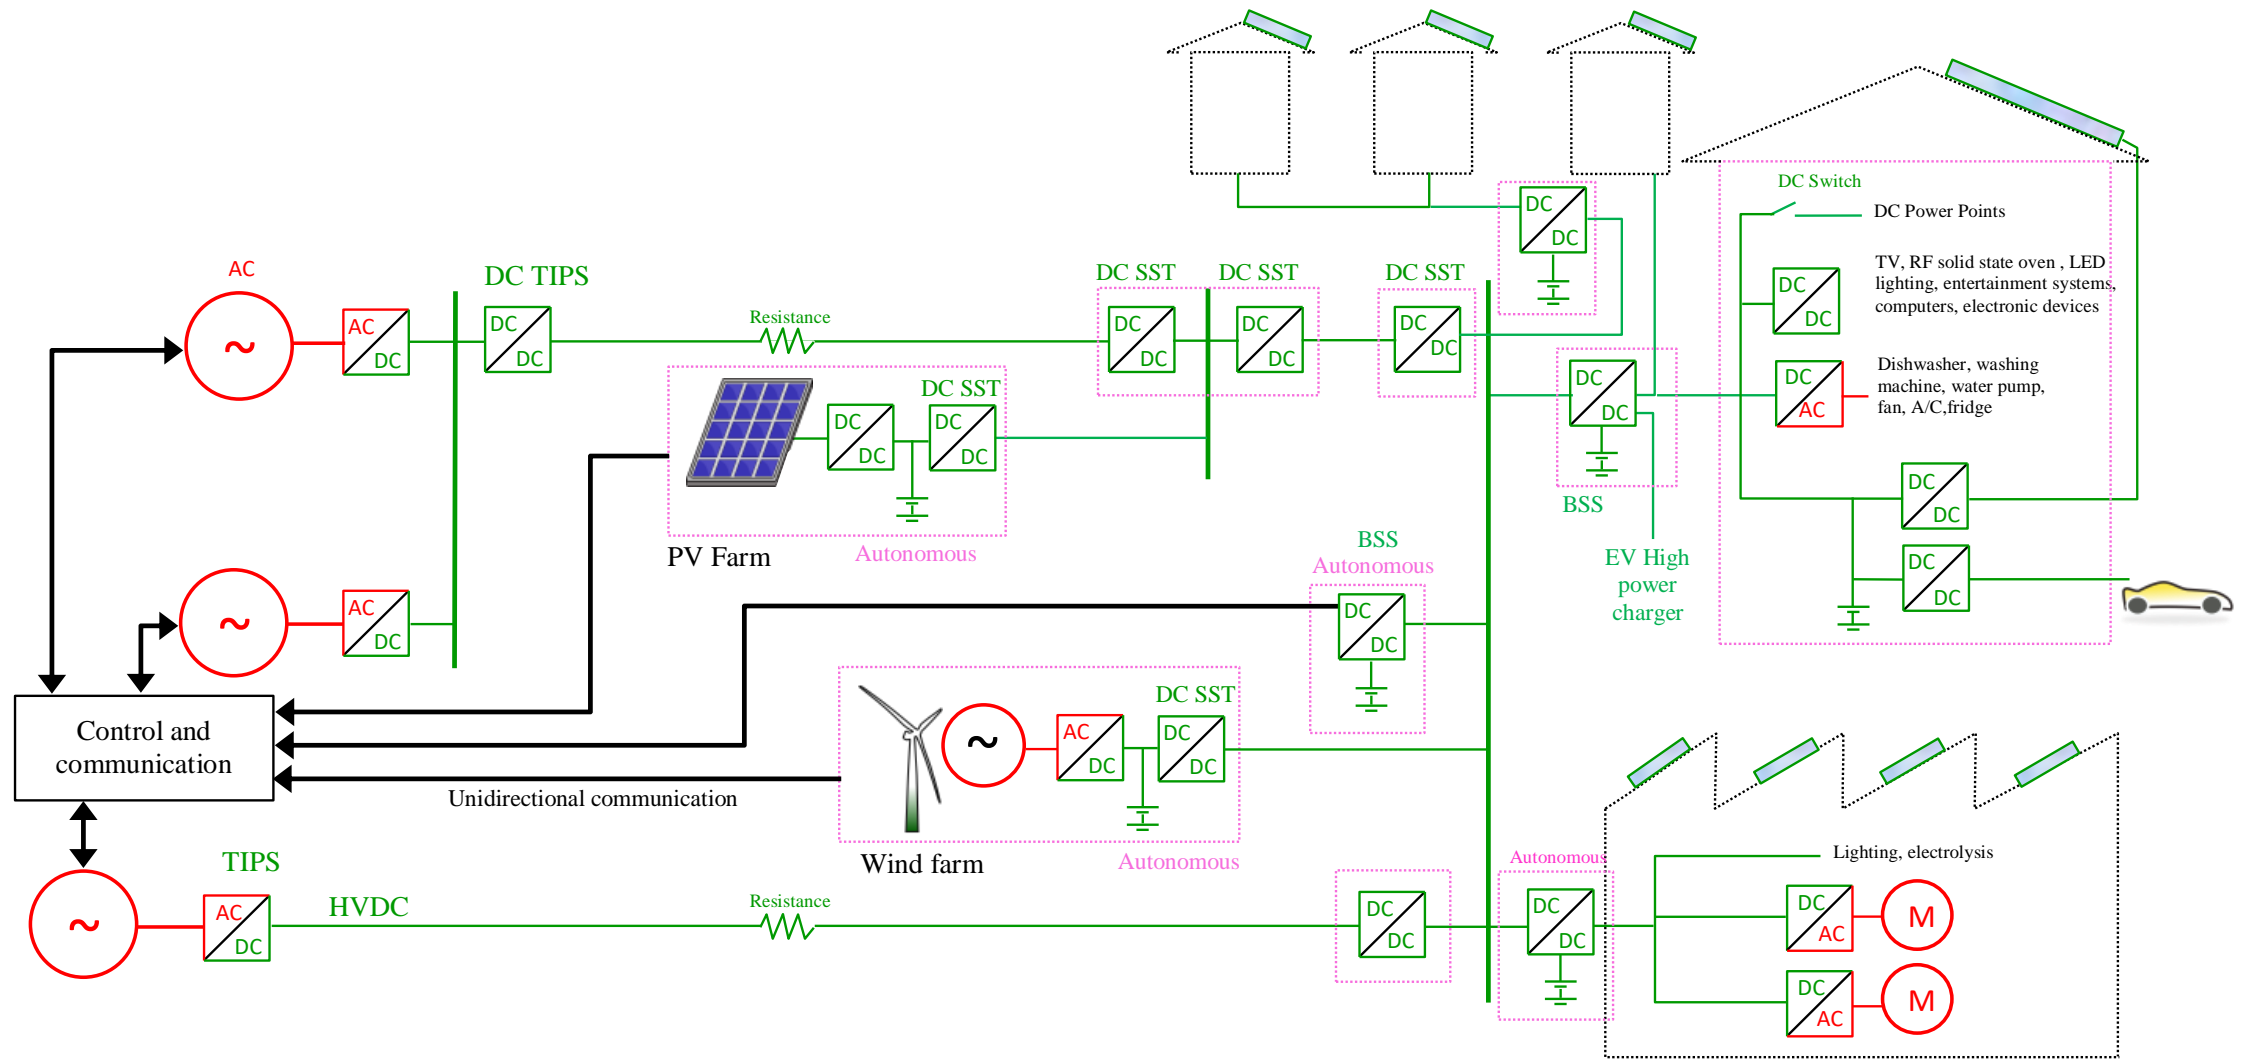 DC Switch
DC Power Points
DC
DC
AC
DC TIPS
DC SST
DC SST
DC SST
TV, RF solid state oven , LED
lighting, entertainment systems,
computers, electronic devices
DC
DC
~
AC
DC
DC
DC
Resistance
DC
DC
DC
DC
DC
DC
DC
DC
DC
AC
Dishwasher, washing
machine, water pump,
fan, A/C,fridge
DC SST
DC
DC
DC
DC
DC
DC
BSS
DC
DC
PV Farm
Autonomous
BSS
Autonomous
EV High
power
charger
DC
DC
~
AC
DC
DC
DC
Control and
communication
Unidirectional communication
DC SST
~
AC
DC
DC
DC
Wind farm
Autonomous
TIPS
HVDC
~
AC
DC
Resistance
DC
DC
Autonomous
DC
DC
Lighting, electrolysis
DC
AC
M
DC
AC
M